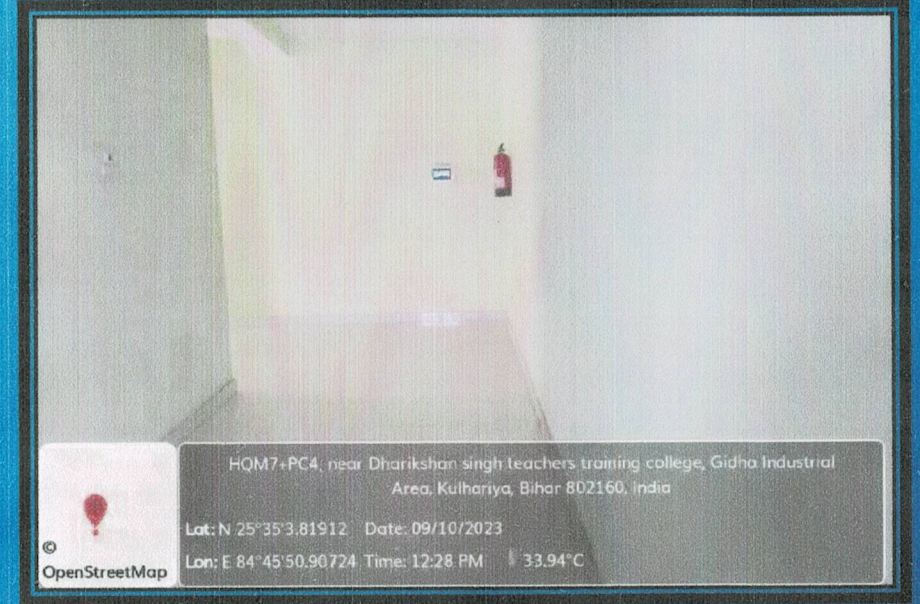 HQM7+PC4, near Dharikshan singh teachers training college, Gidha Industrial
Area, Kulhariya, Bihar 802160, India
Lat: N 25°35'3.81912 Date: 09/10/2023
Lon: E 84°45'50.90724 Time: 12:28 PM 33.94°C
©
OpenStreetMap